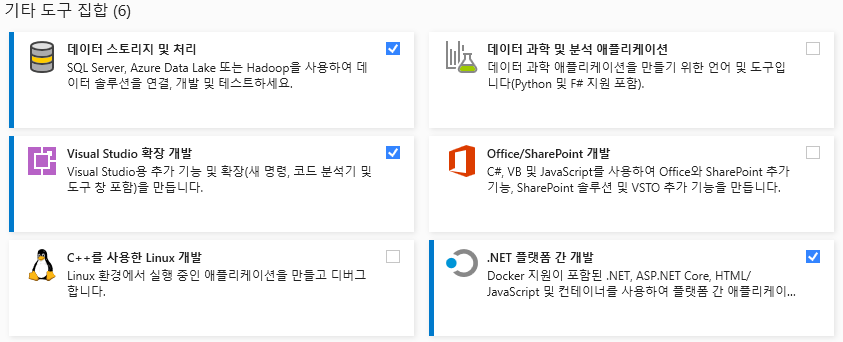 기타 도구 집합 (6)
데이터 스토리지 및 처리
SQL Server, Azure Data Lake 또는 Hadoop을 사용하여 데
이터 솔루션을 연결, 개발 및 테스트하세요.
데이터 과학 및 분석 애플리케이션
데이터 과학 애플리케이션을 만들기 위한 언어 및 도구입
니다(Python 및 F# 지원 포함).
Visual Studio 확장 개발
Visual Studio용 추가 기능 및 확장(새 명령, 코드 분석기 및
도구 창 포함)을 만듭니다.
Office/SharePoint 개발
C#, VB 및 JavaScript를 사용하여 Office와 SharePoint 추가
기능, SharePoint 솔루션 및 VSTO 추가 기능을 만듭니다.
C++를 사용한 Linux 개발
Linux 환경에서 실행 중인 애플리케이션을 만들고 디버그
합니다.
.NET 플랫폼 간 개발
Docker 지원이 포함된 .NET, ASP.NET Core, HTML/
JavaScript 및 컨테이너를 사용하여 플랫폼 간 애플리케이...